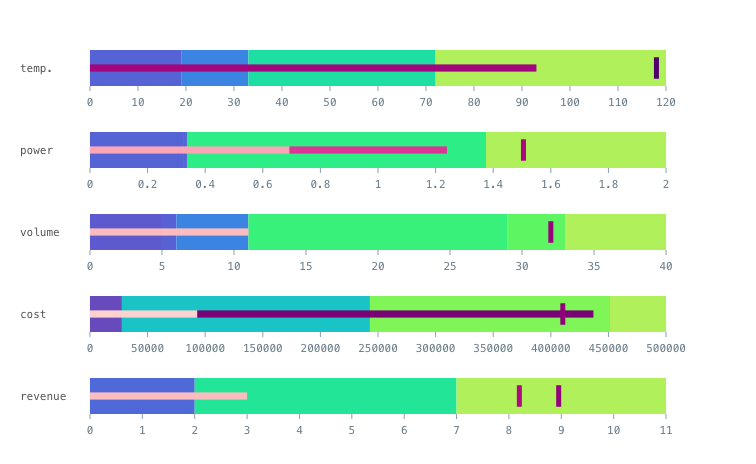 temp.
0 10 20 30 40 50 60 70 80 90 100 110 120
power
0 0.2 0.4 0.6 0.8 1 1.2 1.4 1.6 1.8 2
volume
0 5 10 15 20 25 30 35 40
cost
0 50000 100000 150000 200000 250000 300000 350000 400000 450000 500000
revenue
0 1 2 3 4 5 6 7 8 9 10 11